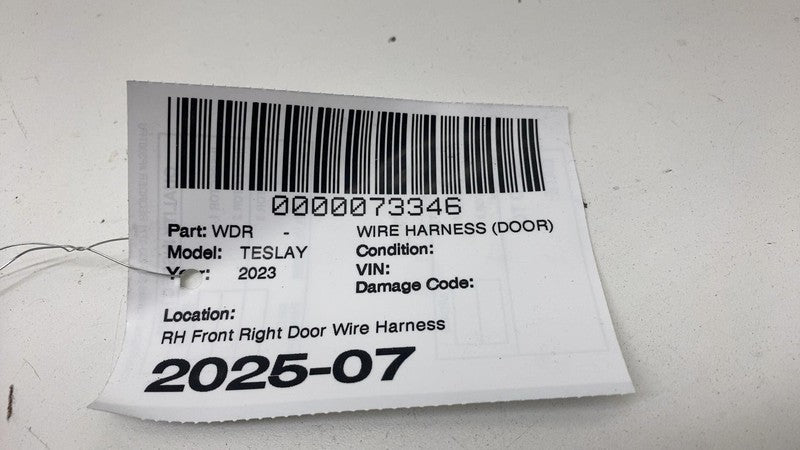 0000073346
Part: WDR - WIRE HARNESS (DOOR)
Model: TESLAY Condition:
Year: 2023 VIN:
Damage Code:
Location:
RH Front Right Door Wire Harness
2025-07